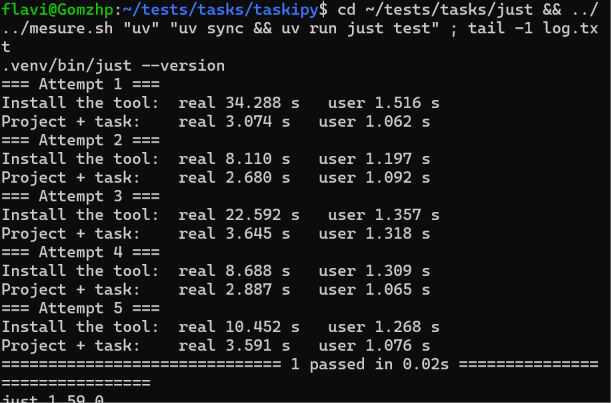 flavi@Gomzhp:~/tests/tasks/taskipy$ cd ~/tests/tasks/just && ../
../mesure.sh "uv" "uv sync && uv run just test" ; tail -1 log.tx
t
.venv/bin/just --version
=== Attempt 1 ===
Install the tool:  real 34.288 s   user 1.516 s
Project + task:    real 3.074 s   user 1.062 s
=== Attempt 2 ===
Install the tool:  real 8.110 s   user 1.197 s
Project + task:    real 2.680 s   user 1.092 s
=== Attempt 3 ===
Install the tool:  real 22.592 s   user 1.357 s
Project + task:    real 3.645 s   user 1.318 s
=== Attempt 4 ===
Install the tool:  real 8.688 s   user 1.309 s
Project + task:    real 2.887 s   user 1.065 s
=== Attempt 5 ===
Install the tool:  real 10.452 s   user 1.268 s
Project + task:    real 3.591 s   user 1.076 s
============================== 1 passed in 0.02s ===============
================
just 1.59.0